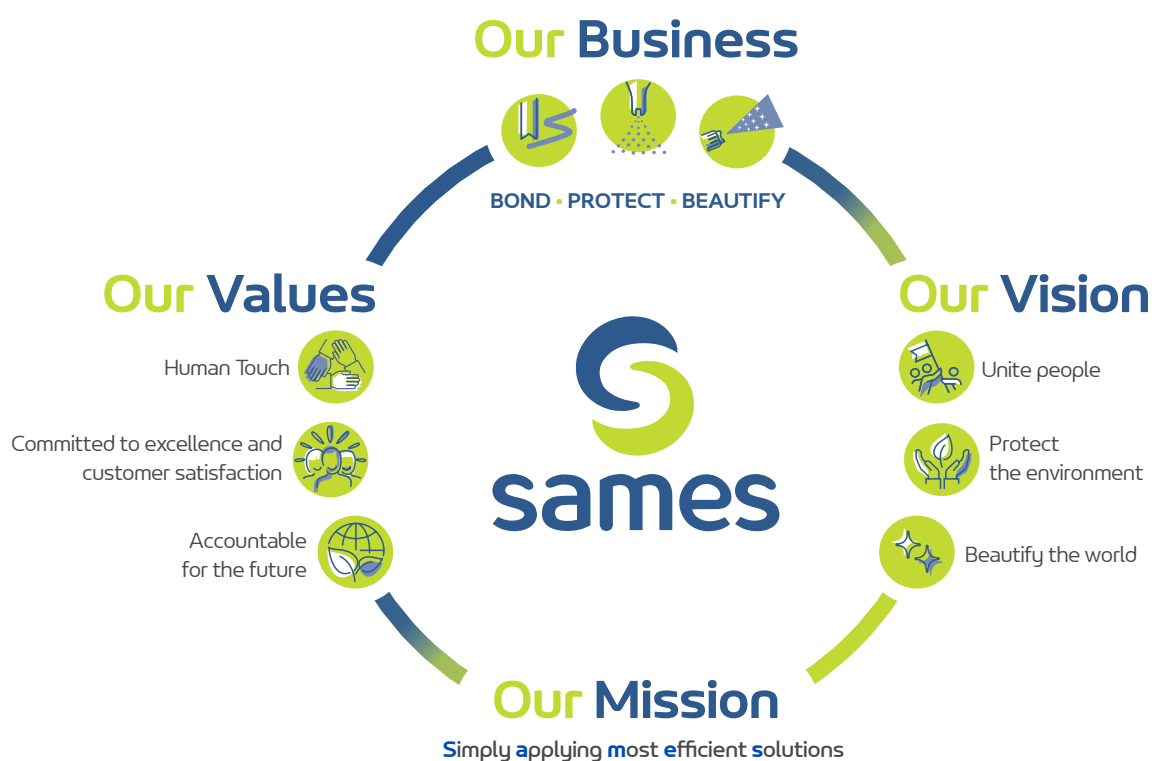 Our Business
BOND • PROTECT • BEAUTIFY
Our Values
Human Touch
Committed to excellence and
customer satisfaction
Accountable
for the future
sames
Our Vision
Unite people
Protect
the environment
Beautify the world
Our Mission
Simply applying most efficient solutions